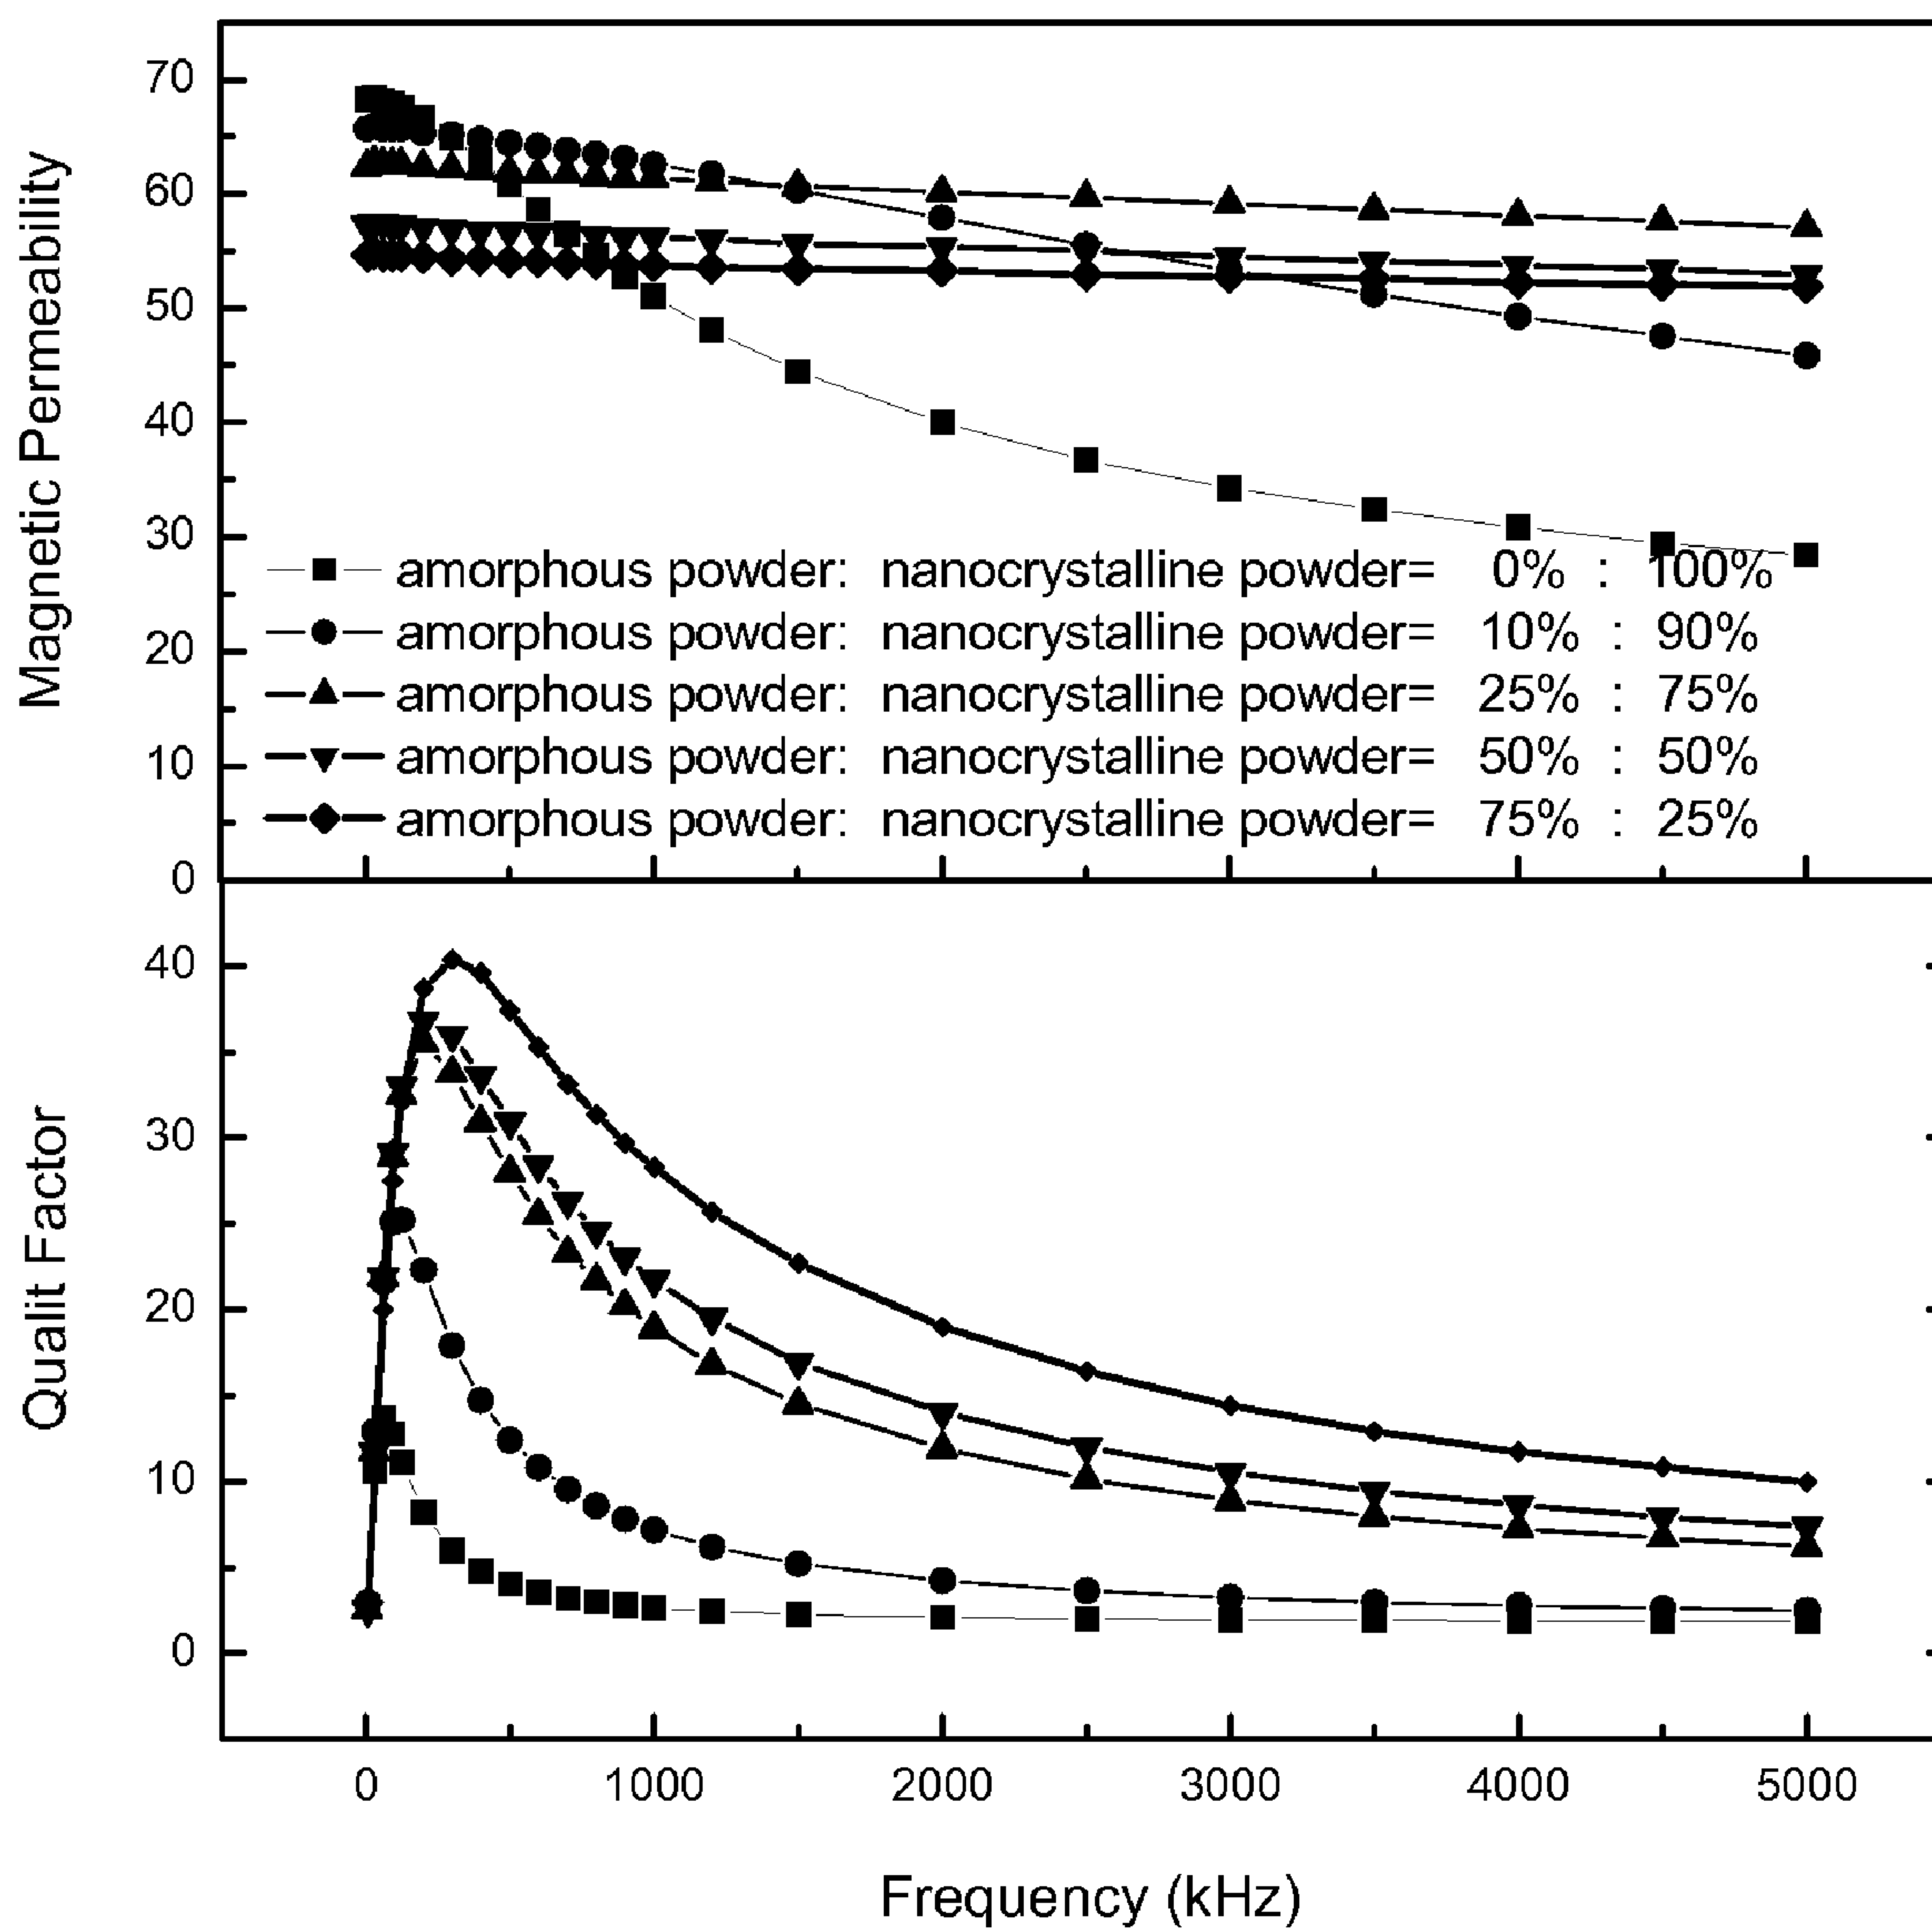 Magnetic Permeability
70
60
50
40
30
20
10
0
amorphous powder: nanocrystalline powder= 0% : 100%
amorphous powder: nanocrystalline powder= 10% : 90%
amorphous powder: nanocrystalline powder= 25% : 75%
amorphous powder: nanocrystalline powder= 50% : 50%
amorphous powder: nanocrystalline powder= 75% : 25%
Qualit Factor
40
30
20
10
0
0 1000 2000 3000 4000 5000
Frequency (kHz)